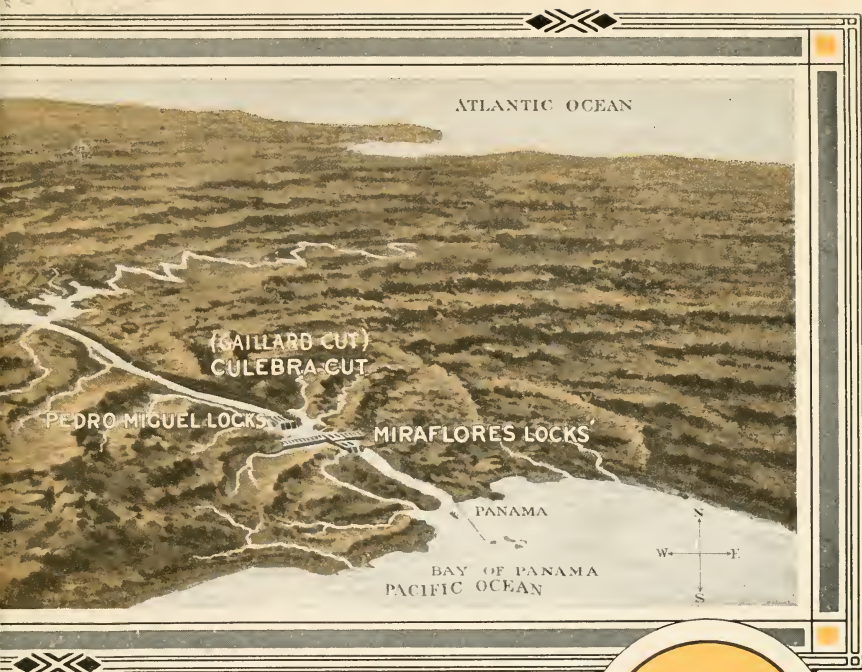 ATLANTIC OCEAN
(GAILLARD CUT)
CULEBRA CUT
PEDRO MIGUEL LOCKS
MIRAFLORES LOCKS
PANAMA
N
W E
S
BAY OF PANAMA
PACIFIC OCEAN